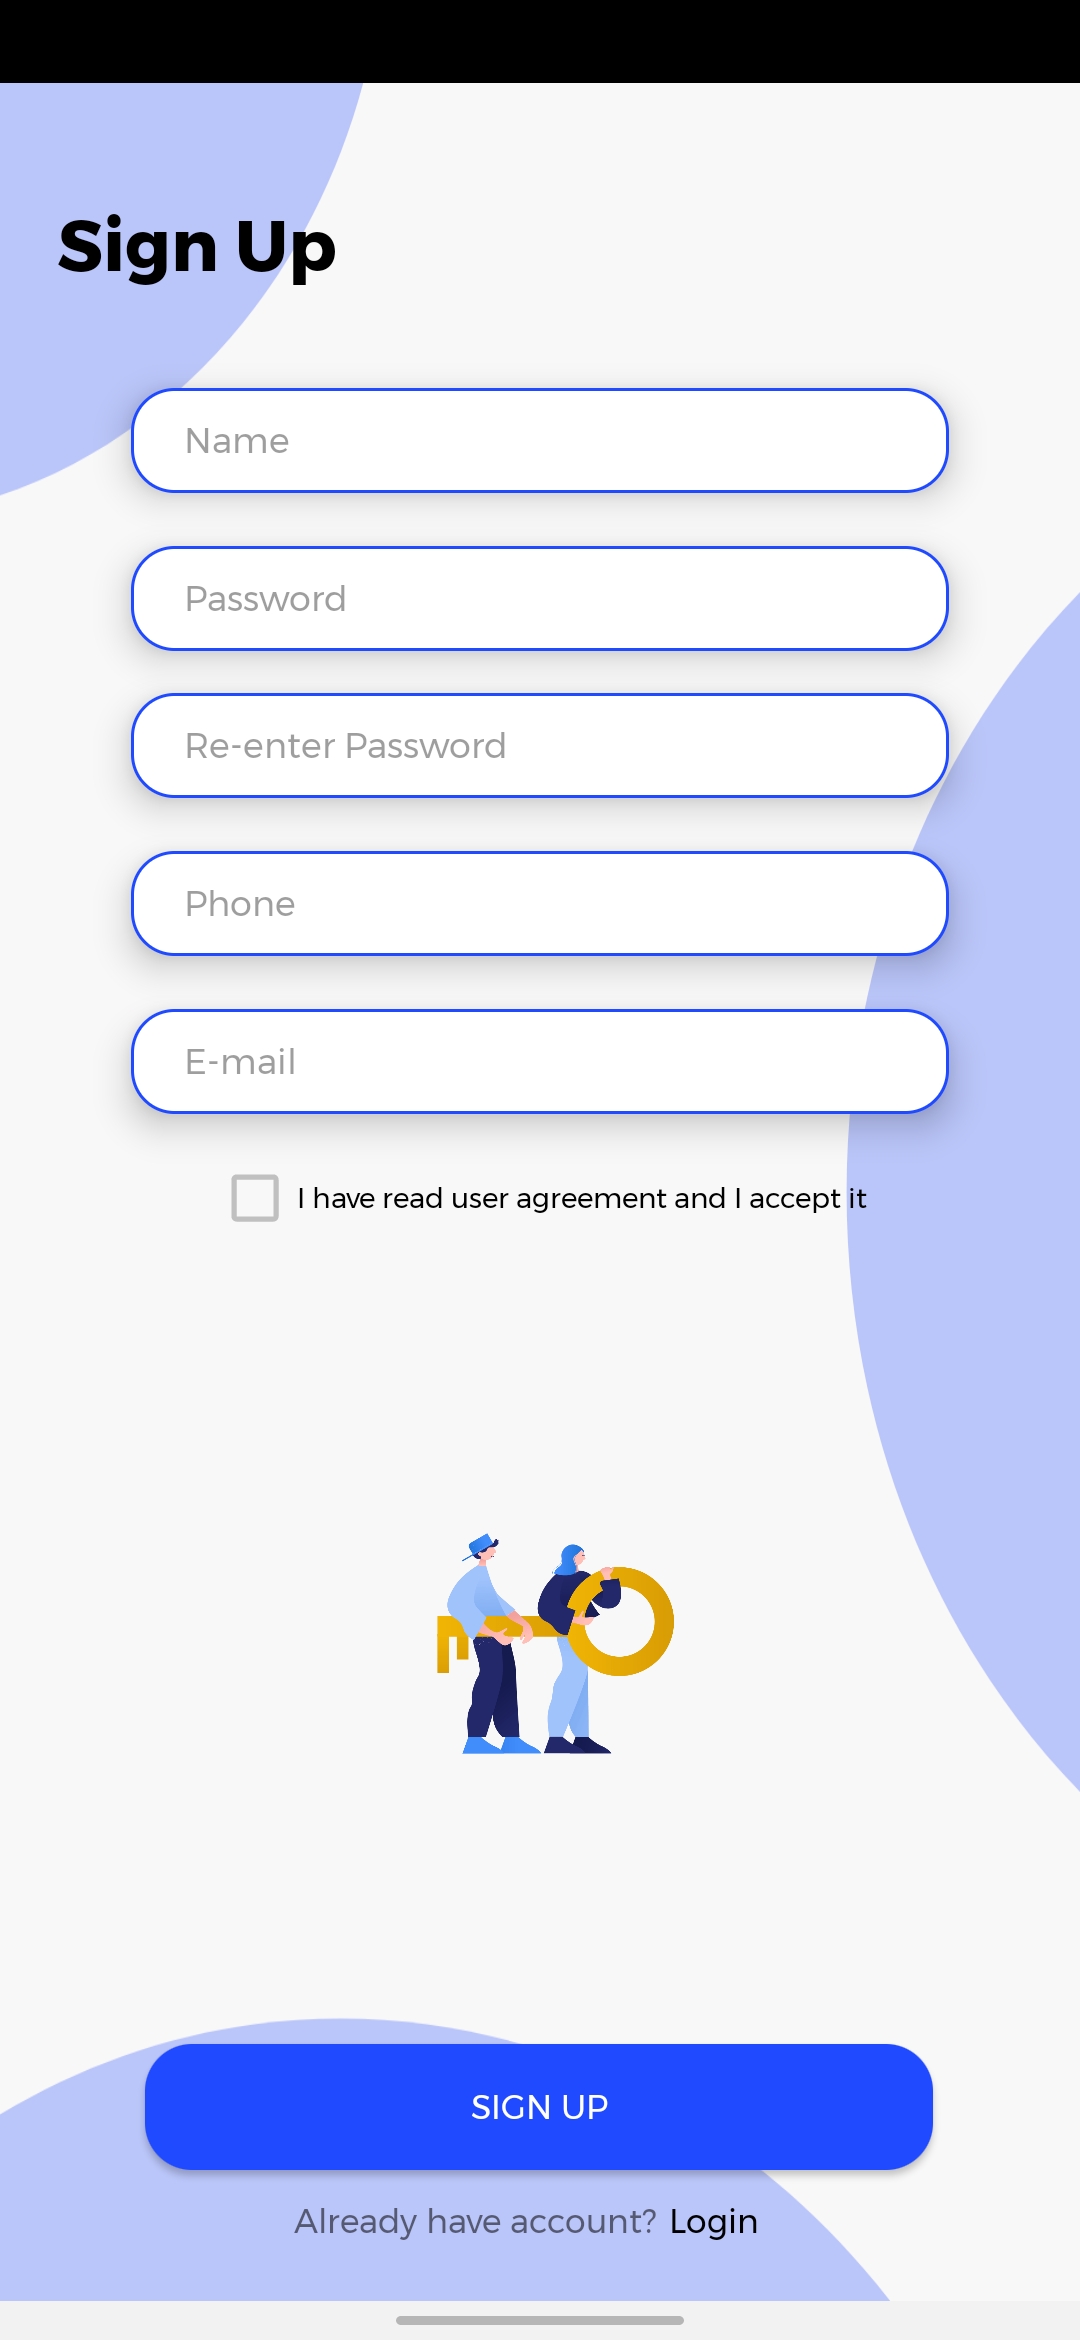 Sign Up
Name
Password
Re-enter Password
Phone
E-mail
I have read user agreement and I accept it
SIGN UP
Already have account? Login